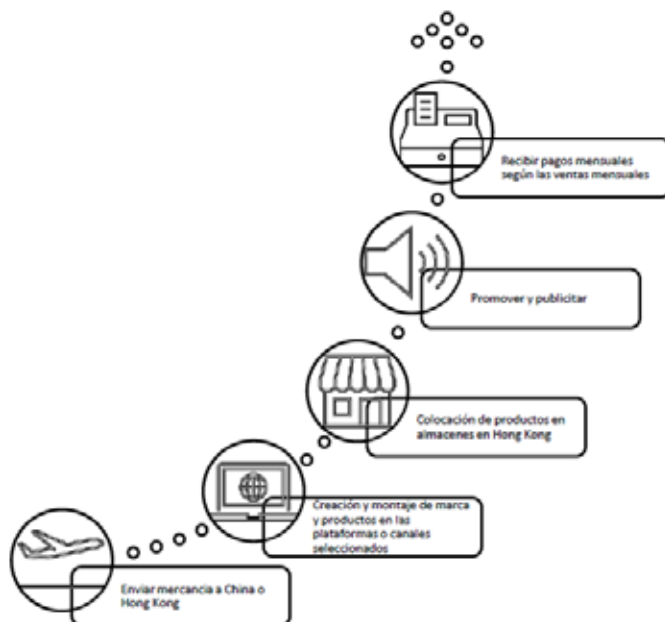 Recibir pagos mensuales
según las ventas mensuales
Promover y publicitar
Colocación de productos en
almacenes en Hong Kong
Creación y montaje de marca
y productos en las
plataformas o canales
seleccionados
Enviar mercancia a China o
Hong Kong